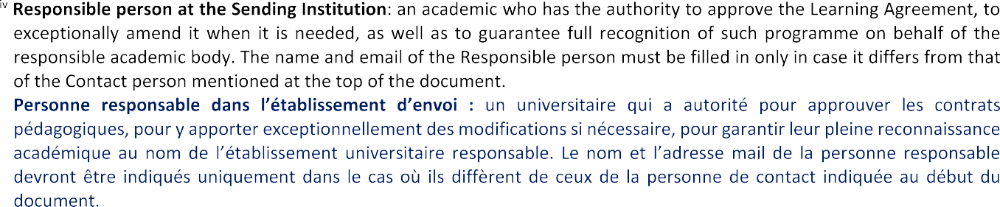 iv Responsible person at the Sending Institution: an academic who has the authority to approve the Learning Agreement, to
exceptionally amend it when it is needed, as well as to guarantee full recognition of such programme on behalf of the
responsible academic body. The name and email of the Responsible person must be filled in only in case it differs from that
of the Contact person mentioned at the top of the document.
Personne responsable dans l’établissement d’envoi : un universitaire qui a autorité pour approuver les contrats
pédagogiques, pour y apporter exceptionnellement des modifications si nécessaire, pour garantir leur pleine reconnaissance
académique au nom de l’établissement universitaire responsable. Le nom et l’adresse mail de la personne responsable
devront être indiqués uniquement dans le cas où ils diffèrent de ceux de la personne de contact indiquée au début du
document.